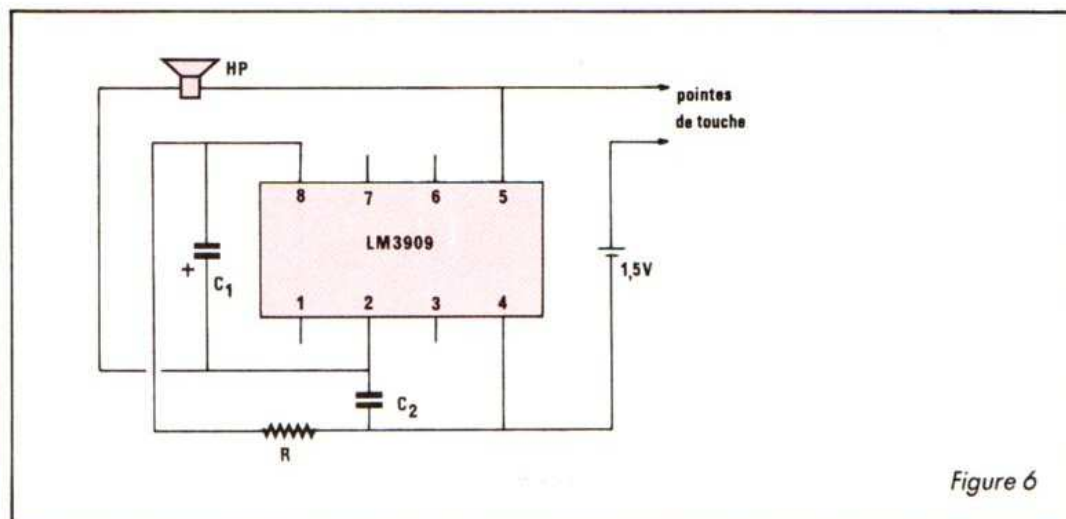 HP
pointes
de touche
8 7 6 5
LM3909
+ C1
1,5V
1 2 3 4
C2
R
Figure 6